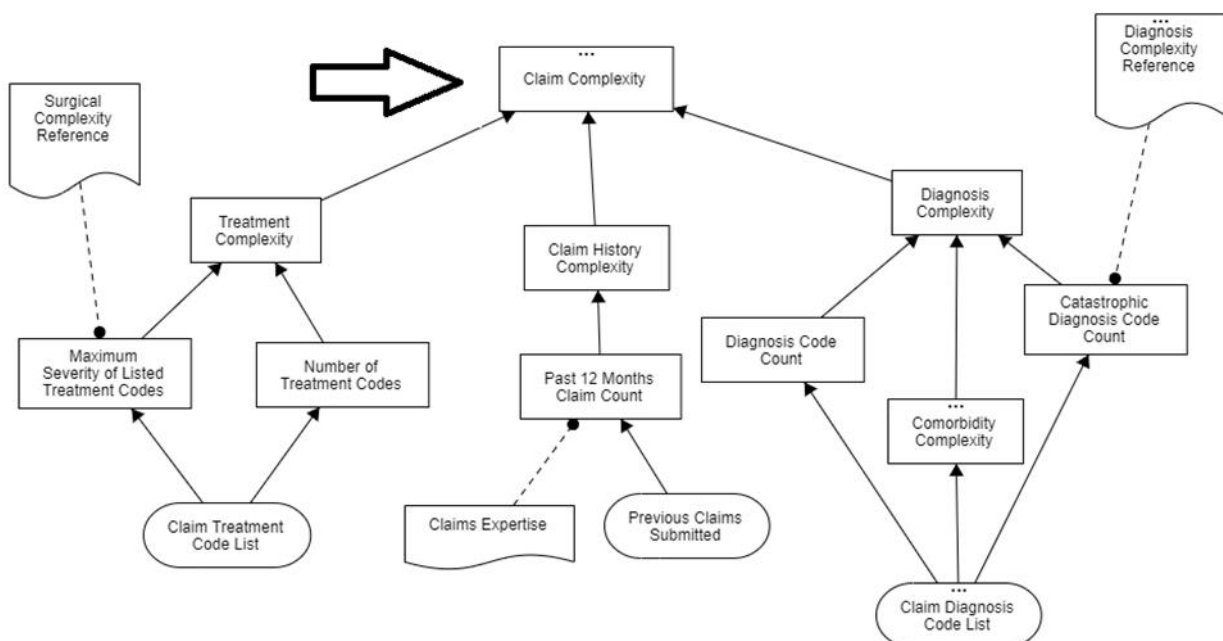 Claim Complexity
Diagnosis
Complexity
Reference
Surgical
Complexity
Reference
Treatment
Complexity
Claim History
Complexity
Diagnosis
Complexity
Maximum
Severity of Listed
Treatment Codes
Number of
Treatment Codes
Past 12 Months
Claim Count
Diagnosis Code
Count
Catastrophic
Diagnosis Code
Count
Comorbidity
Complexity
Claim Treatment
Code List
Claims Expertise
Previous Claims
Submitted
Claim Diagnosis
Code List